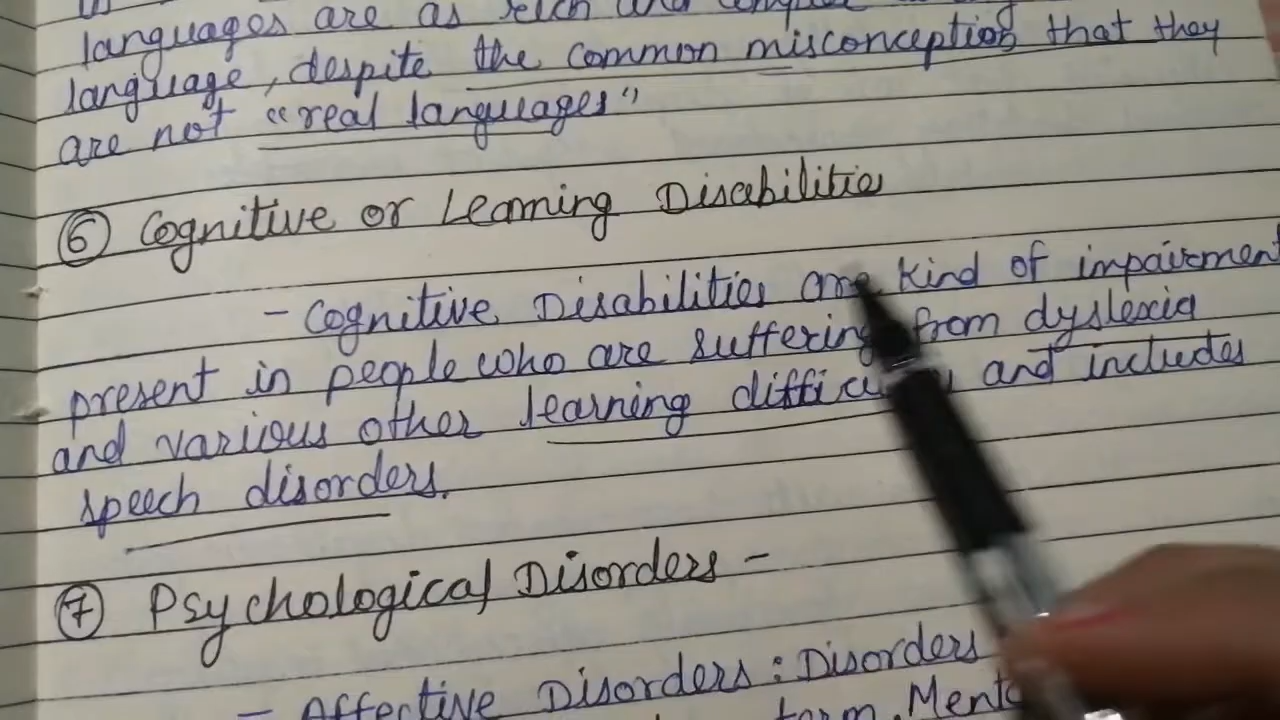 languages are as
language, despite the common misconception that they
are not "real languages"
⑥ Cognitive or Learning Disabilities
- Cognitive Disabilities are kind of impairment
present in people who are suffering from dyslexia
and various other learning and includes
speech disorders.
⑦ Psychological Disorders -
- Affective Disorders : Disorders
term.